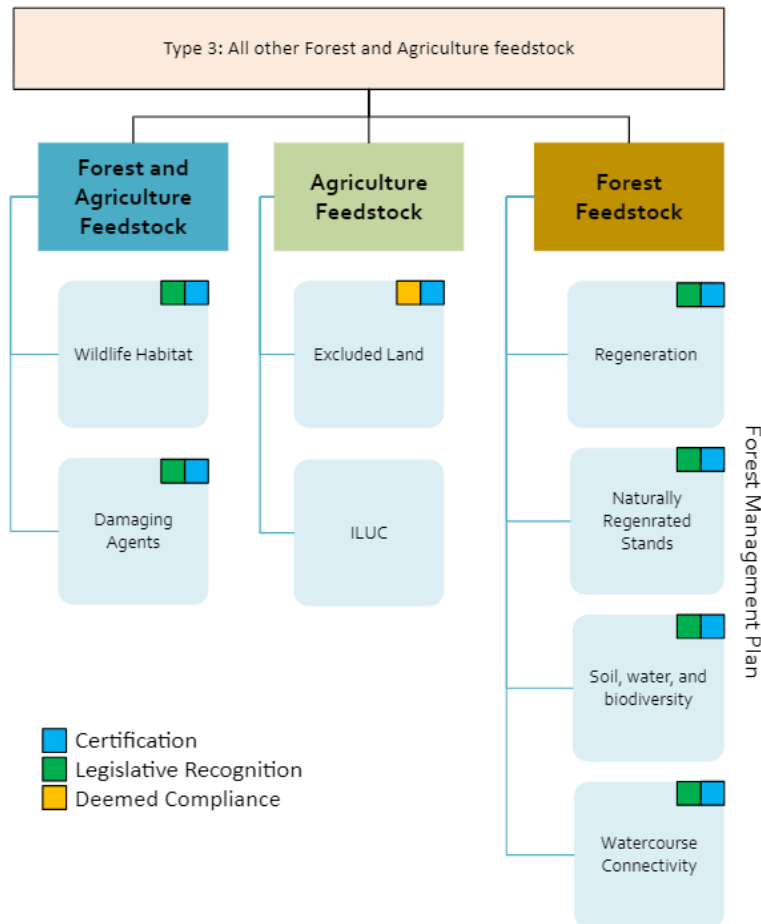 Type 3: All other Forest and Agriculture feedstock
Forest and
Agriculture
Feedstock
Agriculture
Feedstock
Forest
Feedstock
Wildlife Habitat
Excluded Land
Regeneration
Damaging
Agents
ILUC
Naturally
Regenrated
Stands
Soil, water, and
biodiversity
Watercourse
Connectivity
Forest Management Plan
Certification
Legislative Recognition
Deemed Compliance